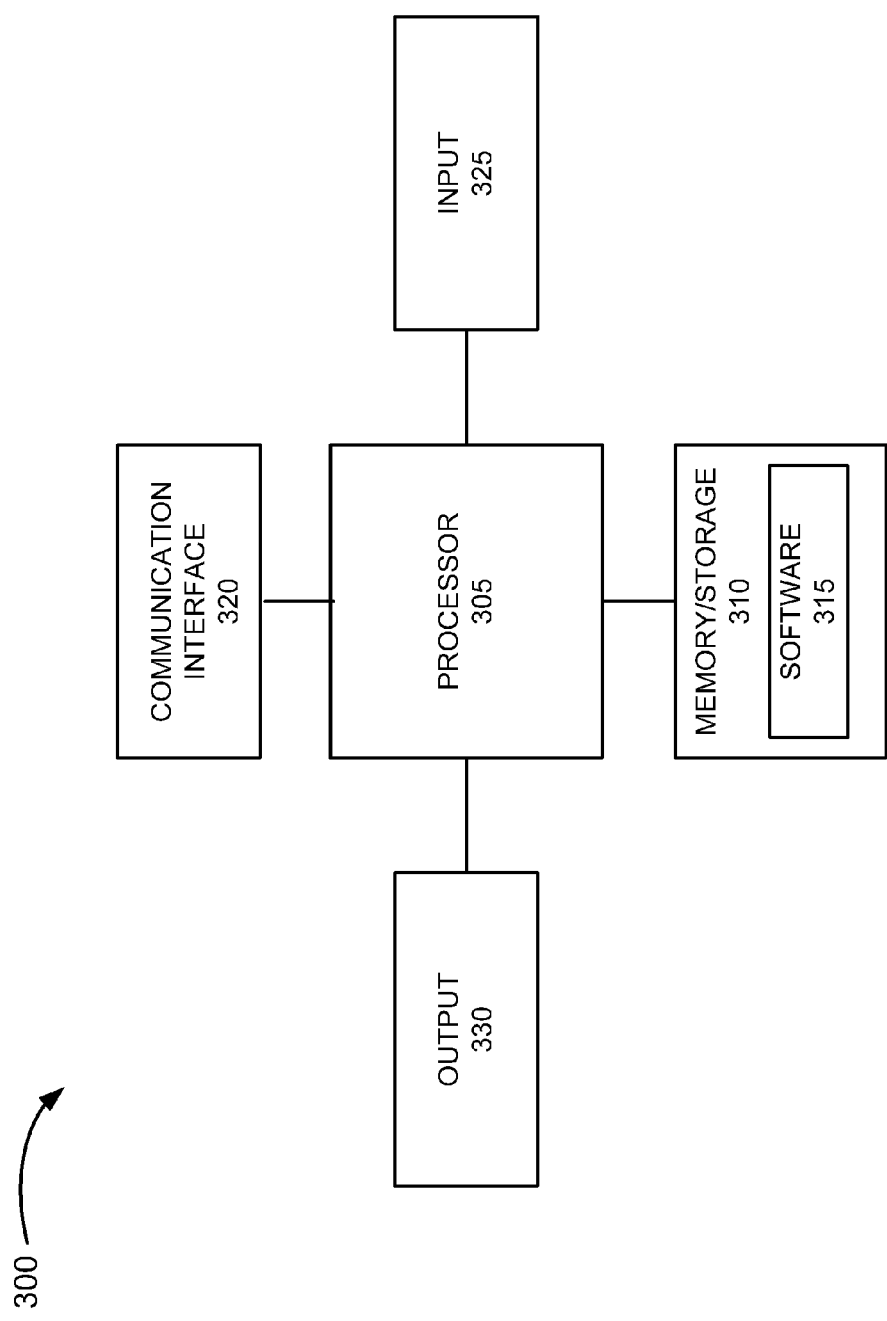 300
COMMUNICATION
INTERFACE
320
OUTPUT
330
PROCESSOR
305
INPUT
325
MEMORY/STORAGE
310
SOFTWARE
315